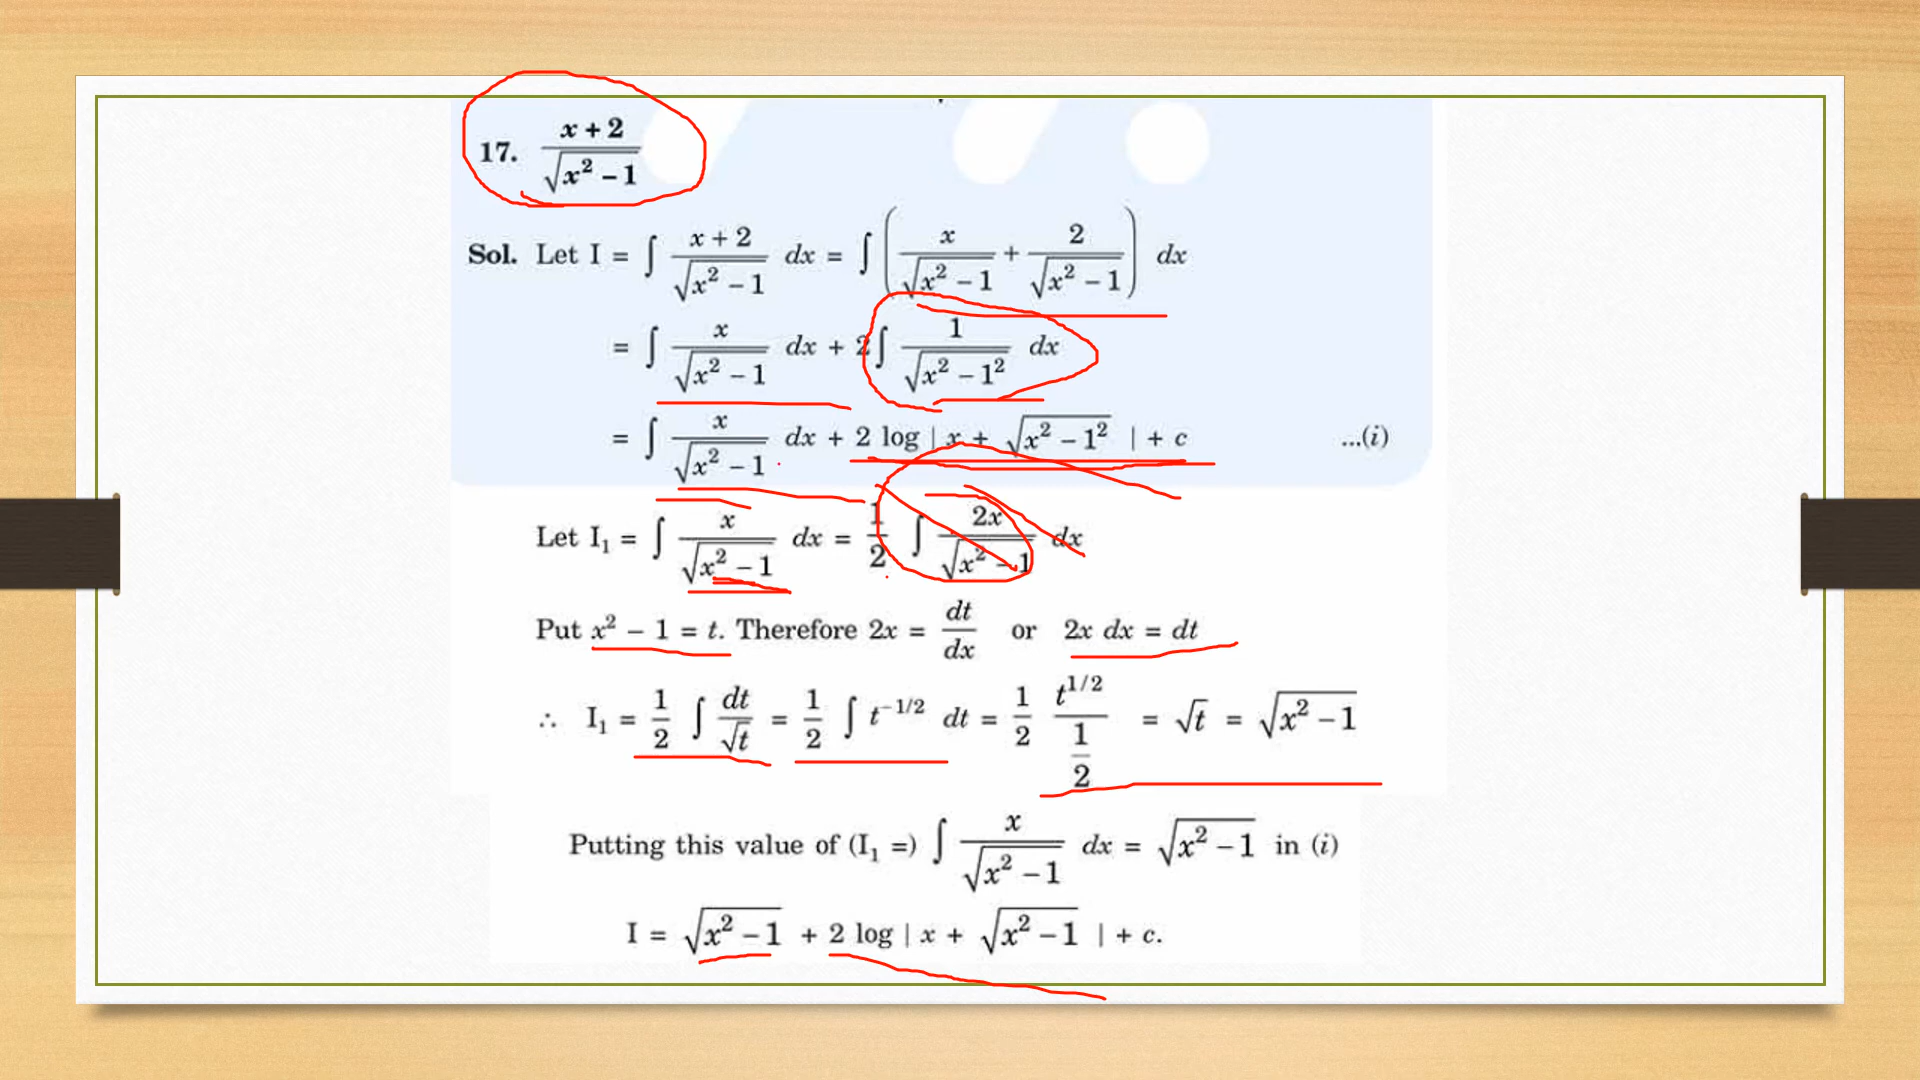 17. x + 2 / √(x² – 1)
Sol. Let I = ∫ (x + 2)/√(x² – 1) dx = ∫ ( x/√(x² – 1) + 2/√(x² – 1) ) dx
= ∫ x/√(x² – 1) dx + 2∫ 1/√(x² – 1²) dx
= ∫ x/√(x² – 1) dx + 2 log | x + √(x² – 1²) | + c ...(i)
Let I₁ = ∫ x/√(x² – 1) dx = 1/2 ∫ 2x/√(x² – 1) dx
Put x² – 1 = t. Therefore 2x = dt/dx or 2x dx = dt
∴ I₁ = 1/2 ∫ dt/√t = 1/2 ∫ t^(–1/2) dt = 1/2 t^(1/2)/(1/2) = √t = √(x² – 1)
Putting this value of (I₁ =) ∫ x/√(x² – 1) dx = √(x² – 1) in (i)
I = √(x² – 1) + 2 log | x + √(x² – 1) | + c.